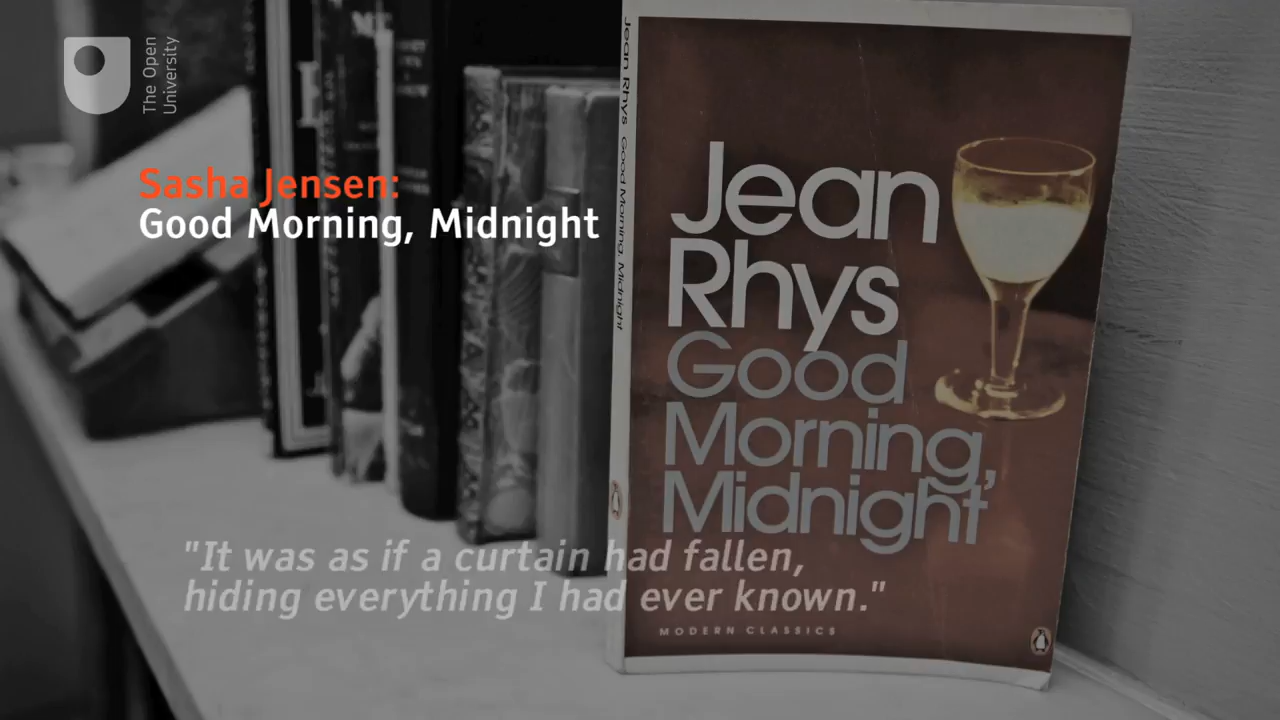 The Open
University
Sasha Jensen:
Good Morning, Midnight
Jean Rhys Good Morning, Midnight
Jean
Rhys
Good
Morning,
Midnight
"It was as if a curtain had fallen,
hiding everything I had ever known."
MODERN CLASSICS